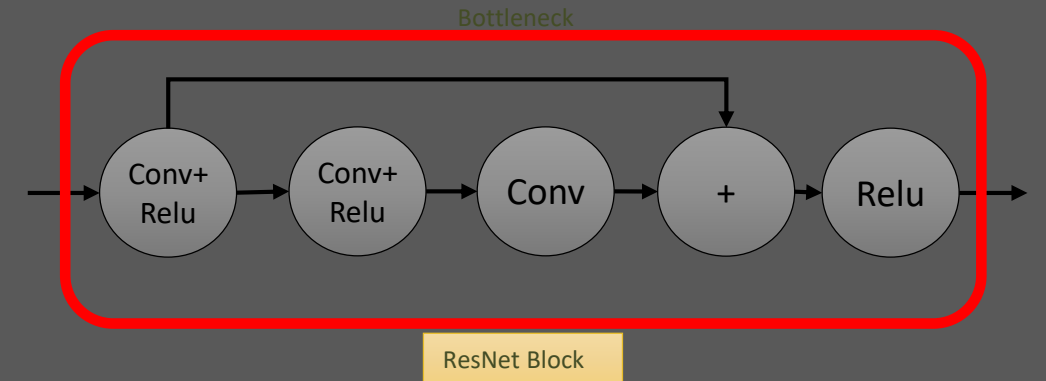 Bottleneck
Conv+
Relu
Conv+
Relu
Conv
+
Relu
ResNet Block